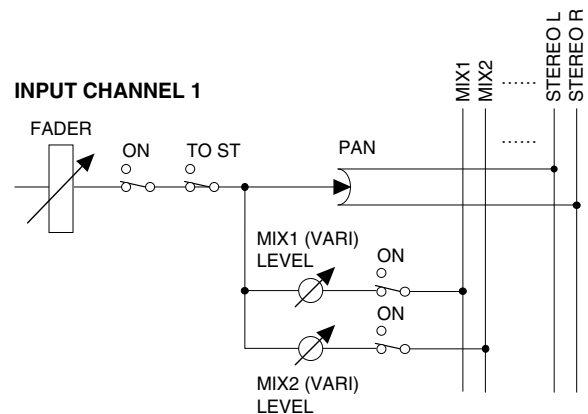 INPUT CHANNEL 1
FADER
ON
TO ST
PAN
MIX1
MIX2
......
STEREO L
STEREO R
......
MIX1 (VARI)
LEVEL
ON
ON
MIX2 (VARI)
LEVEL